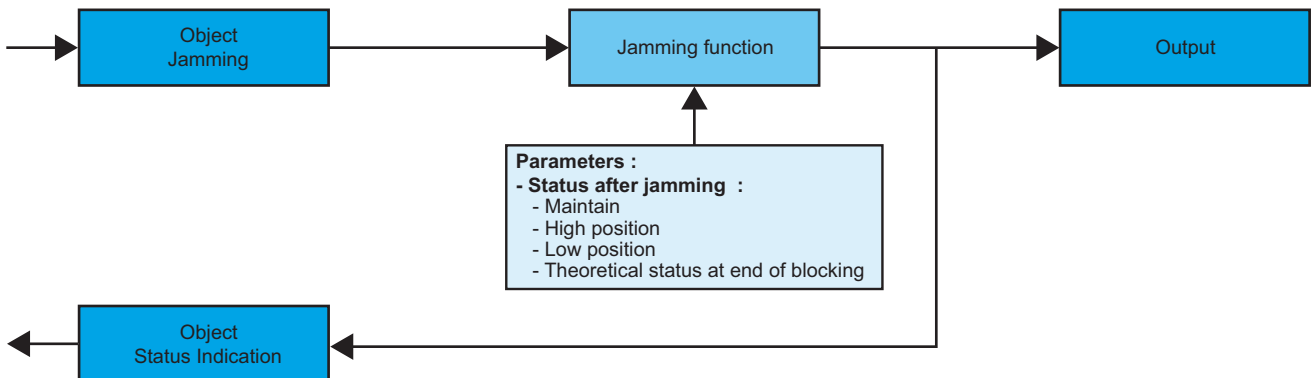 Object
Jamming
Jamming function
Output
Parameters :
- Status after jamming :
- Maintain
- High position
- Low position
- Theoretical status at end of blocking
Object
Status Indication